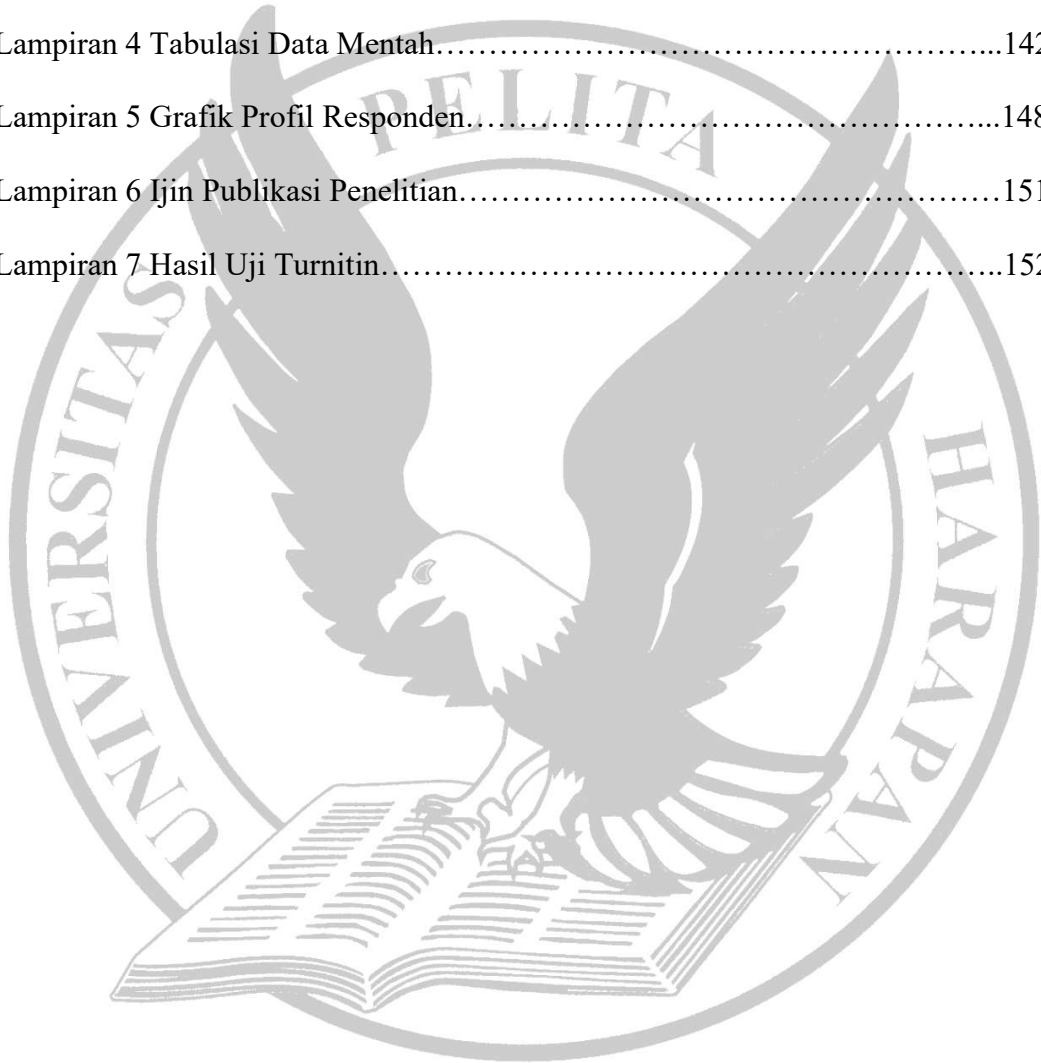 Lampiran 4 Tabulasi Data Mentah…………………………………………………...142
Lampiran 5 Grafik Profil Responden………………………………………………...148
Lampiran 6 Ijin Publikasi Penelitian…………………………………………………151
Lampiran 7 Hasil Uji Turnitin………………………………………………………..152
UNIVERSITAS PELITA HARAPAN